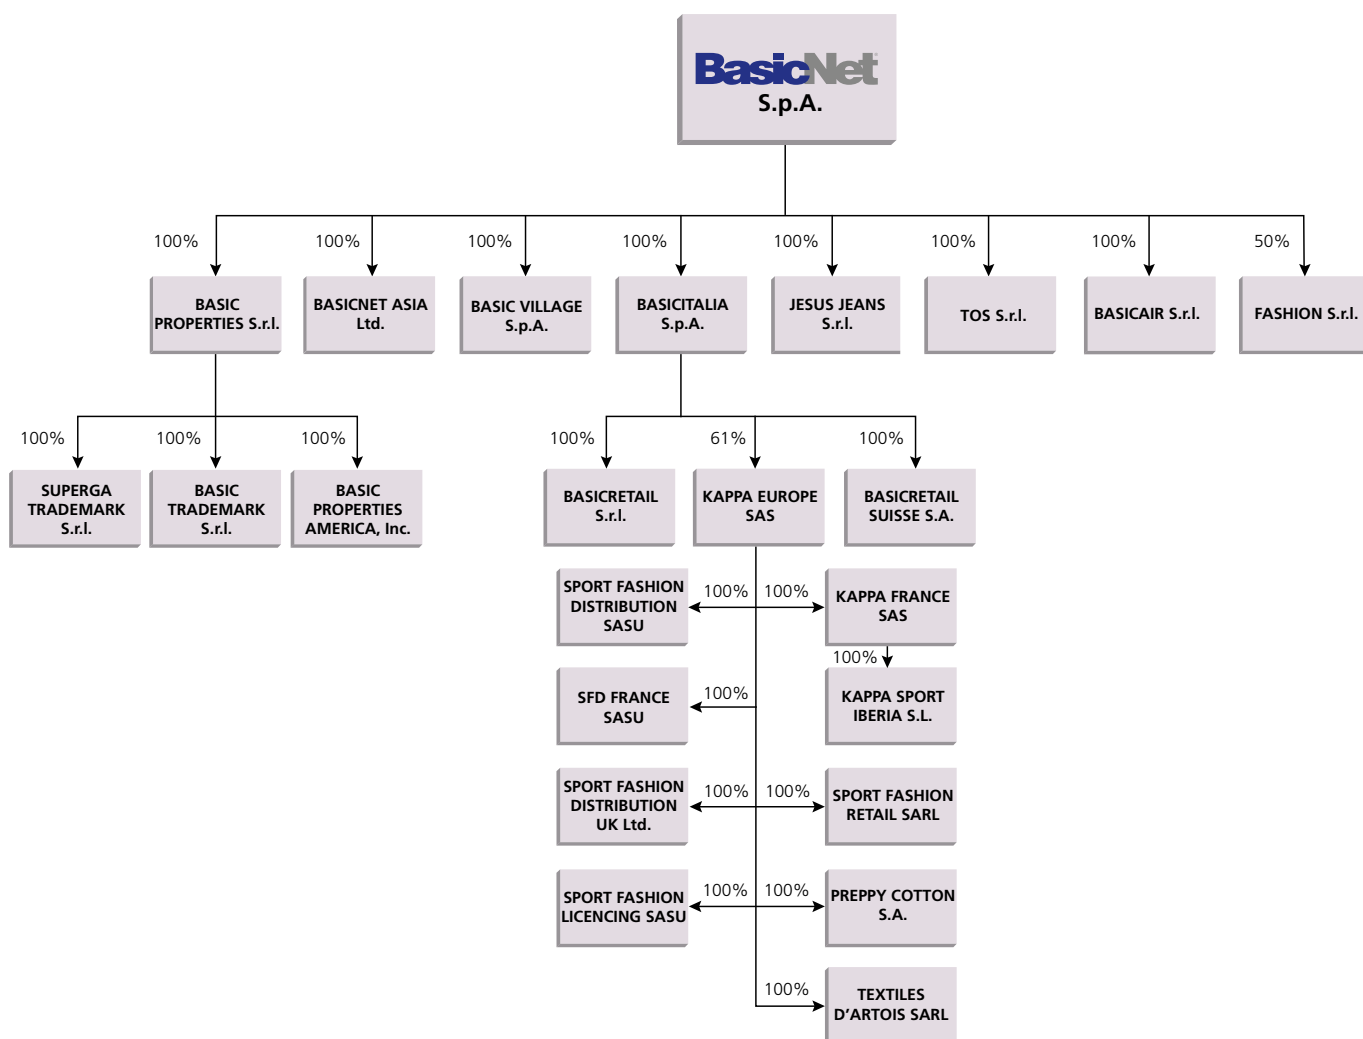 BasicNet
S.p.A.
100%
100%
100%
100%
100%
100%
100%
50%
BASIC
PROPERTIES S.r.l.
BASICNET ASIA
Ltd.
BASIC VILLAGE
S.p.A.
BASICITALIA
S.p.A.
JESUS JEANS
S.r.l.
TOS S.r.l.
BASICAIR S.r.l.
FASHION S.r.l.
100%
100%
100%
100%
61%
100%
SUPERGA
TRADEMARK
S.r.l.
BASIC
TRADEMARK
S.r.l.
BASIC
PROPERTIES
AMERICA, Inc.
BASICRETAIL
S.r.l.
KAPPA EUROPE
SAS
BASICRETAIL
SUISSE S.A.
SPORT FASHION
DISTRIBUTION
SASU
100%
100%
KAPPA FRANCE
SAS
100%
SFD FRANCE
SASU
100%
KAPPA SPORT
IBERIA S.L.
SPORT FASHION
DISTRIBUTION
UK Ltd.
100%
100%
SPORT FASHION
RETAIL SARL
SPORT FASHION
LICENCING SASU
100%
100%
PREPPY COTTON
S.A.
100%
TEXTILES
D'ARTOIS SARL